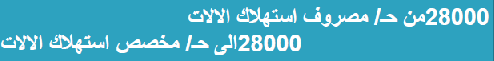 28000من حـ/ مصروف استهلاك الالات
28000الى حـ/ مخصص استهلاك الالات